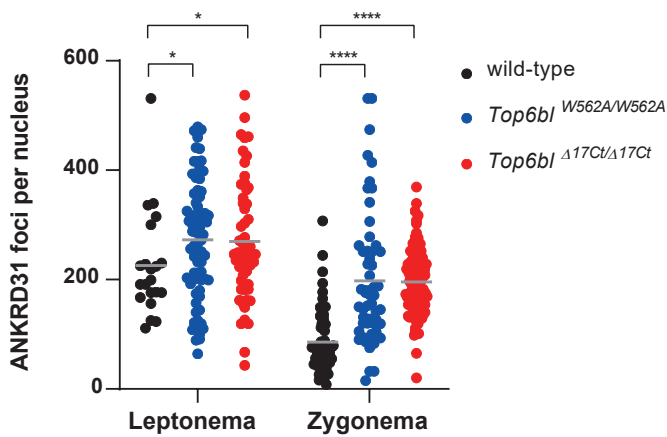 * ****
* ****
600
400
200
0
ANKRD31 foci per nucleus
Leptonema Zygonema
wild-type
Top6bl W562A/W562A
Top6bl Δ17Ct/Δ17Ct